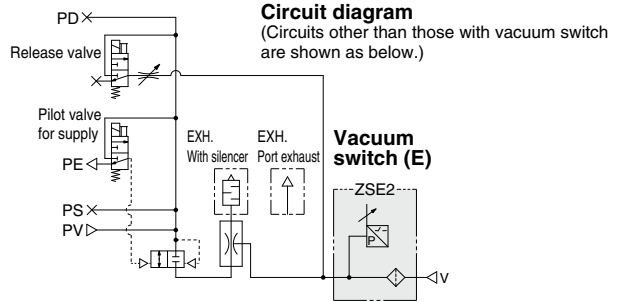 Circuit diagram
(Circuits other than those with vacuum switch
are shown as below.)
PD
Release valve
Pilot valve
for supply
PE
EXH.
With silencer
EXH.
Port exhaust
Vacuum
switch (E)
ZSE2
PS
PV
P
V